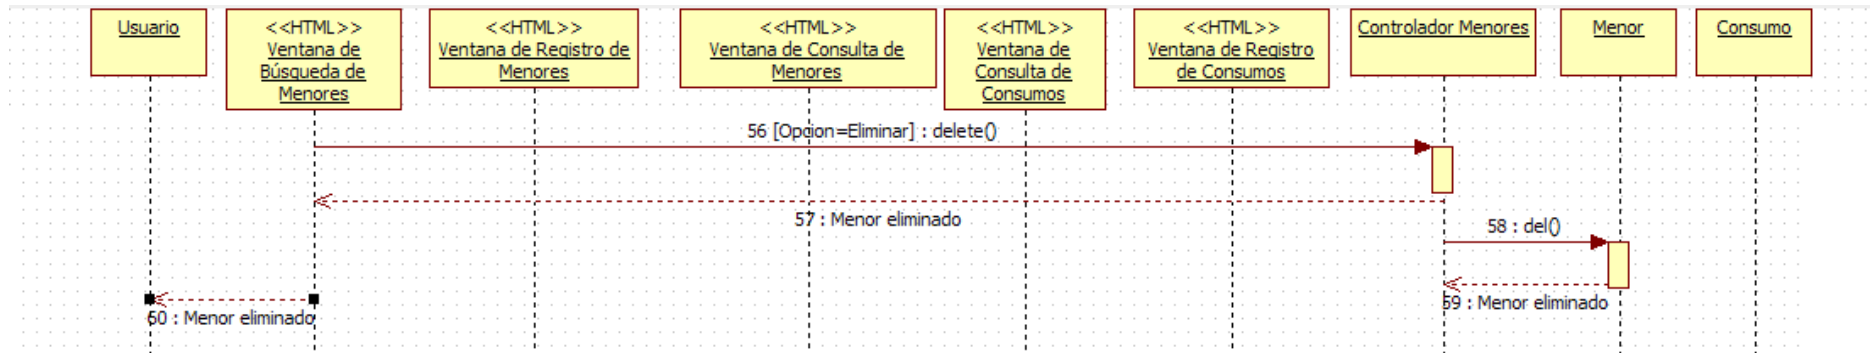 Usuario
<<HTML>>
Ventana de
Búsqueda de
Menores
<<HTML>>
Ventana de Registro de
Menores
<<HTML>>
Ventana de Consulta de
Menores
<<HTML>>
Ventana de
Consulta de
Consumos
<<HTML>>
Ventana de Registro
de Consumos
Controlador Menores
Menor
Consumo
56 [Opcion=Eliminar] : delete()
57 : Menor eliminado
58 : del()
59 : Menor eliminado
60 : Menor eliminado